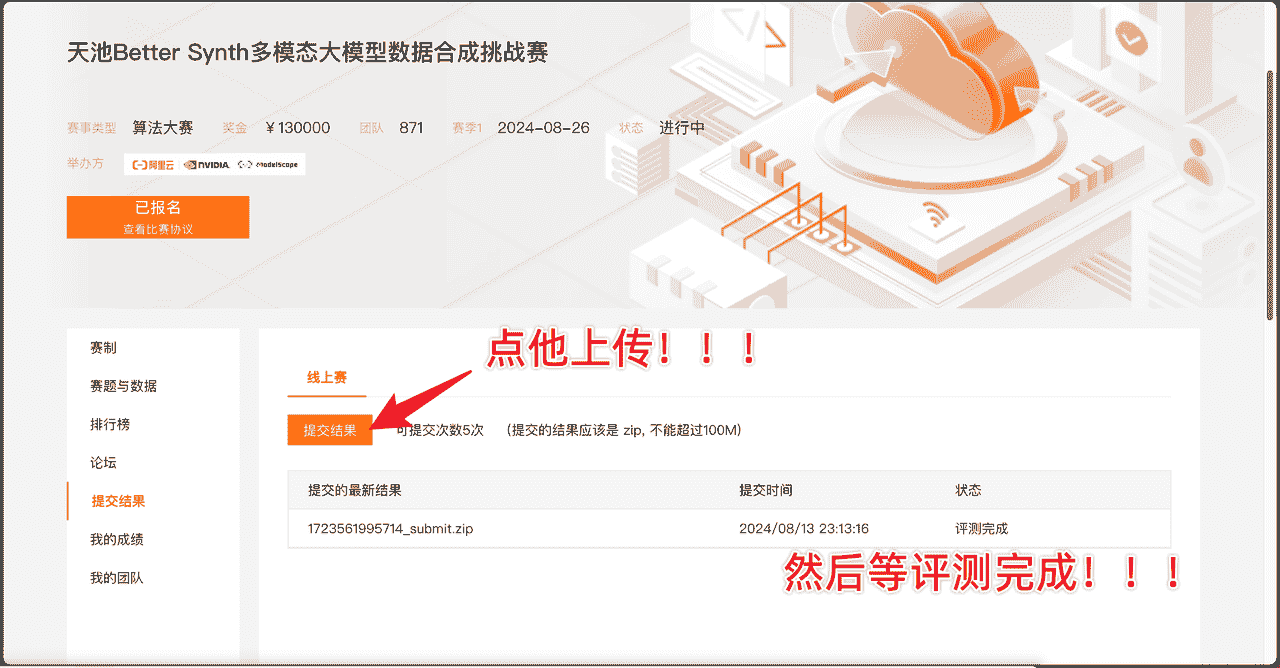 天池Better Synth多模态大模型数据合成挑战赛
赛事类型 算法大赛 奖金 ￥130000 团队 871 赛季1 2024-08-26 状态 进行中
举办方 阿里云 NVIDIA ModelScope
已报名
查看比赛协议
赛制
赛题与数据
排行榜
论坛
提交结果
我的成绩
我的团队
点他上传！！！
线上赛
提交结果 可提交次数5次 (提交的结果应该是 zip, 不能超过100M)
提交的最新结果 提交时间 状态
1723561995714_submit.zip 2024/08/13 23:13:16 评测完成
然后等评测完成！！！